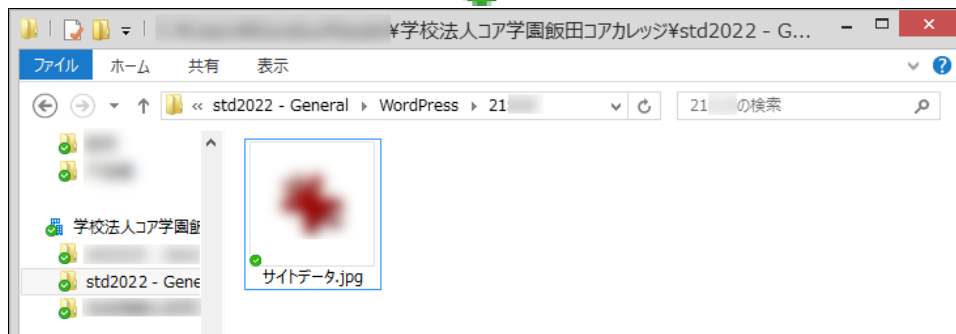 ¥学校法人コア学園飯田コアカレッジ¥std2022 - G...
ファイル ホーム 共有 表示
« std2022 - General WordPress 21
21 の検索
学校法人コア学園飯
std2022 - Gene
サイトデータ.jpg